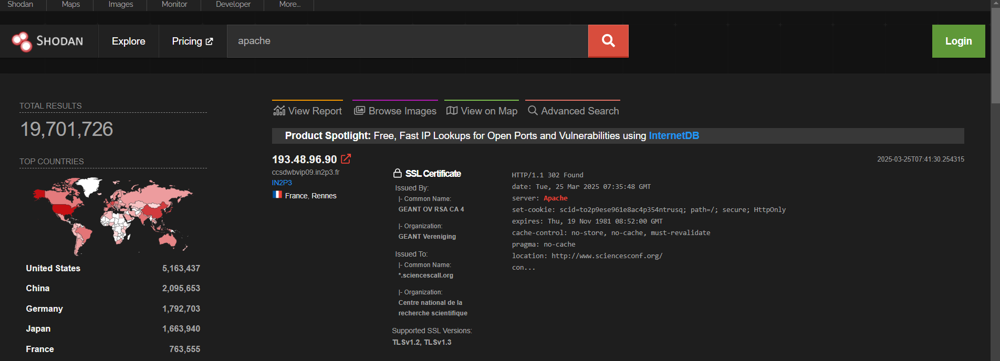 Shodan Maps Images Monitor Developer More...
SHODAN Explore Pricing apache Login
TOTAL RESULTS
19,701,726
TOP COUNTRIES
United States 5,163,437
China 2,095,653
Germany 1,792,703
Japan 1,663,940
France 763,555
View Report Browse Images View on Map Advanced Search
Product Spotlight: Free, Fast IP Lookups for Open Ports and Vulnerabilities using InternetDB
193.48.96.90
ccsdwbvip09.in2p3.fr
IN2P3
France, Rennes
SSL Certificate
Issued By:
|- Common Name:
GEANT OV RSA CA 4
|- Organization:
GEANT Vereniging
Issued To:
|- Common Name:
*.sciencescall.org
|- Organization:
Centre national de la
recherche scientifique
Supported SSL Versions:
TLSv1.2, TLSv1.3
2025-03-25T07:41:30.254315
HTTP/1.1 302 Found
date: Tue, 25 Mar 2025 07:35:48 GMT
server: Apache
set-cookie: scid=to2p9ese961e8ac4p354ntrusq; path=/; secure; HttpOnly
expires: Thu, 19 Nov 1981 08:52:00 GMT
cache-control: no-store, no-cache, must-revalidate
pragma: no-cache
location: http://www.sciencesconf.org/
con...